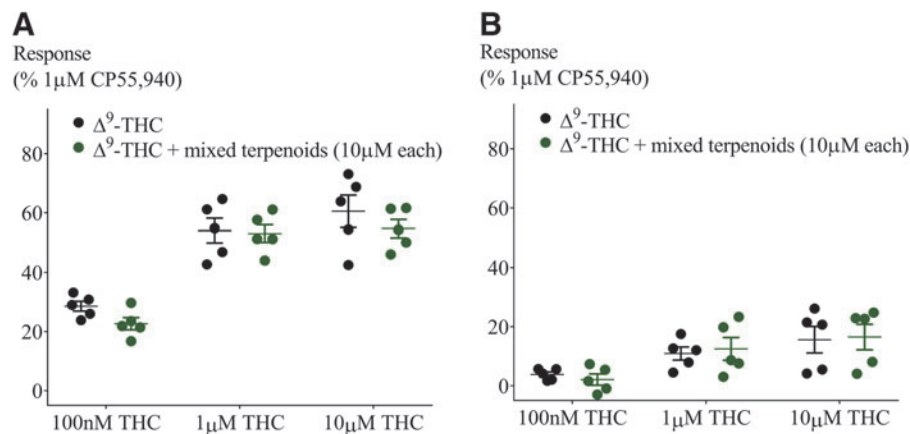 A
Response
(% 1μM CP55,940)
Δ⁹-THC
Δ⁹-THC + mixed terpenoids (10μM each)
80
60
40
20
0
100nM THC 1μM THC 10μM THC
B
Response
(% 1μM CP55,940)
Δ⁹-THC
Δ⁹-THC + mixed terpenoids (10μM each)
80
60
40
20
0
100nM THC 1μM THC 10μM THC